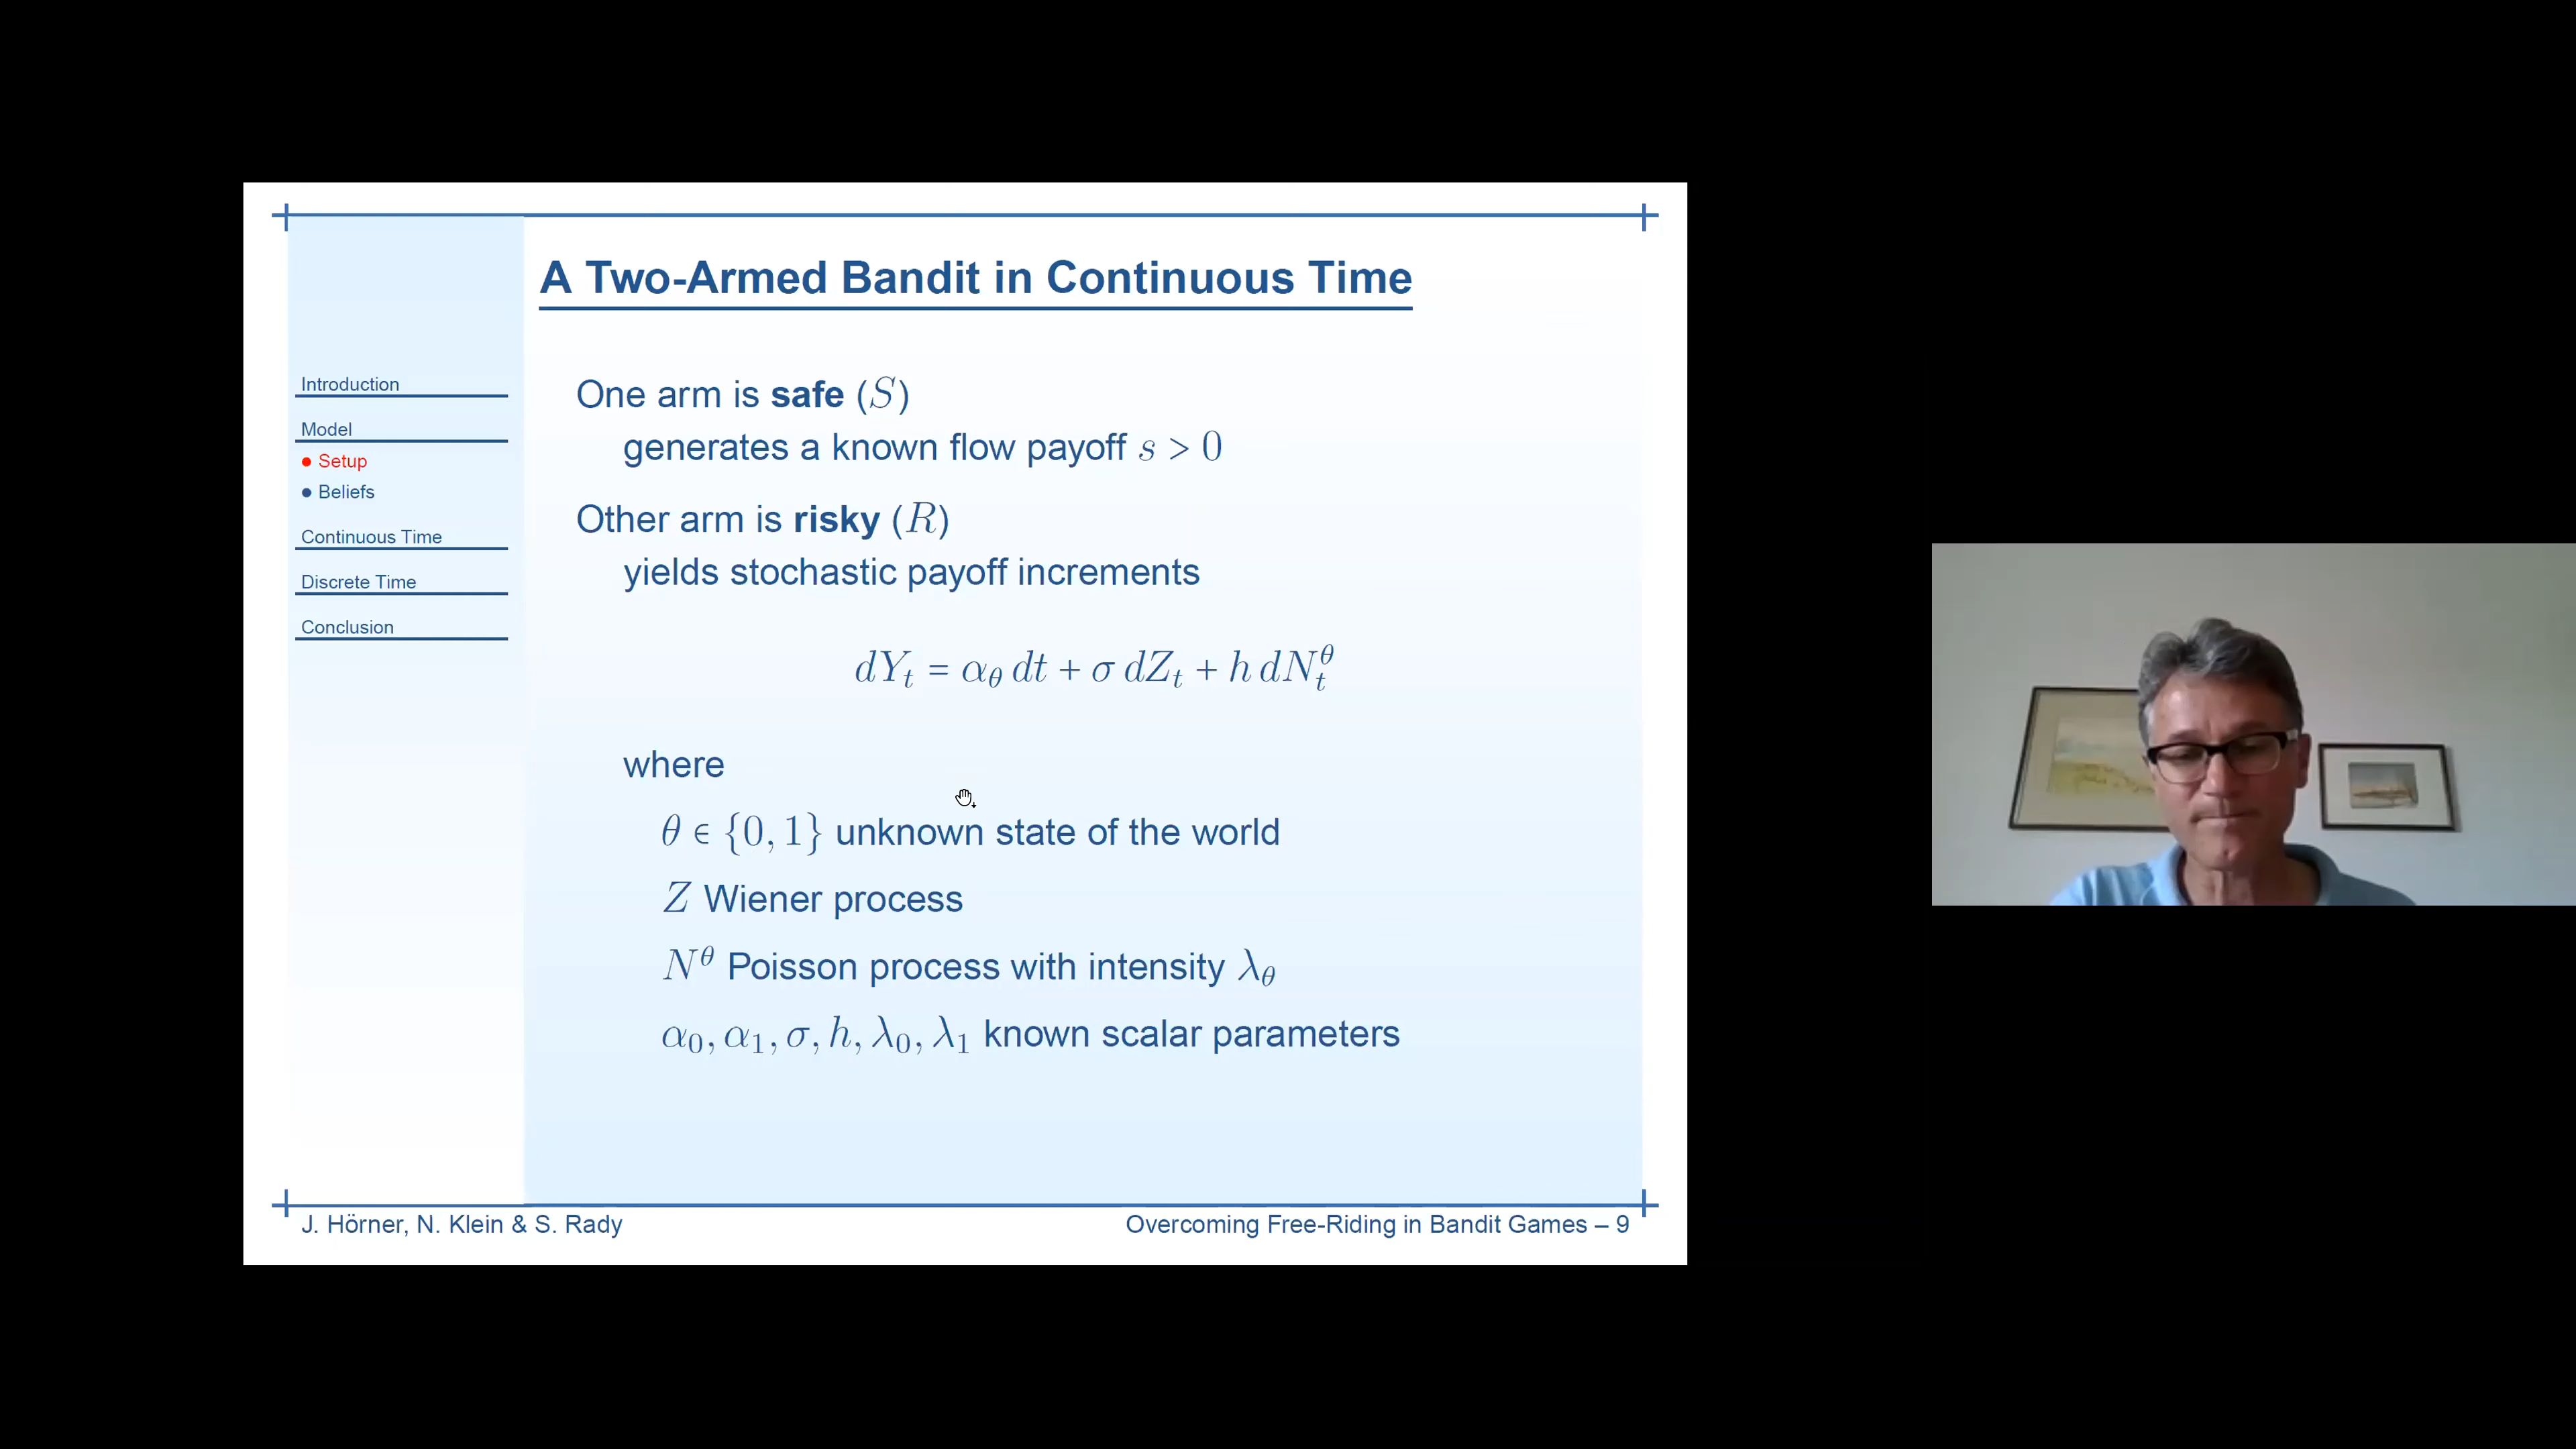 A Two-Armed Bandit in Continuous Time
Introduction
Model
• Setup
• Beliefs
Continuous Time
Discrete Time
Conclusion
One arm is safe (S)
generates a known flow payoff s > 0
Other arm is risky (R)
yields stochastic payoff increments
dY_t = α_θ dt + σ dZ_t + h dN_t^θ
where
θ ∈ {0, 1} unknown state of the world
Z Wiener process
N^θ Poisson process with intensity λ_θ
α_0, α_1, σ, h, λ_0, λ_1 known scalar parameters
J. Hörner, N. Klein & S. Rady
Overcoming Free-Riding in Bandit Games – 9